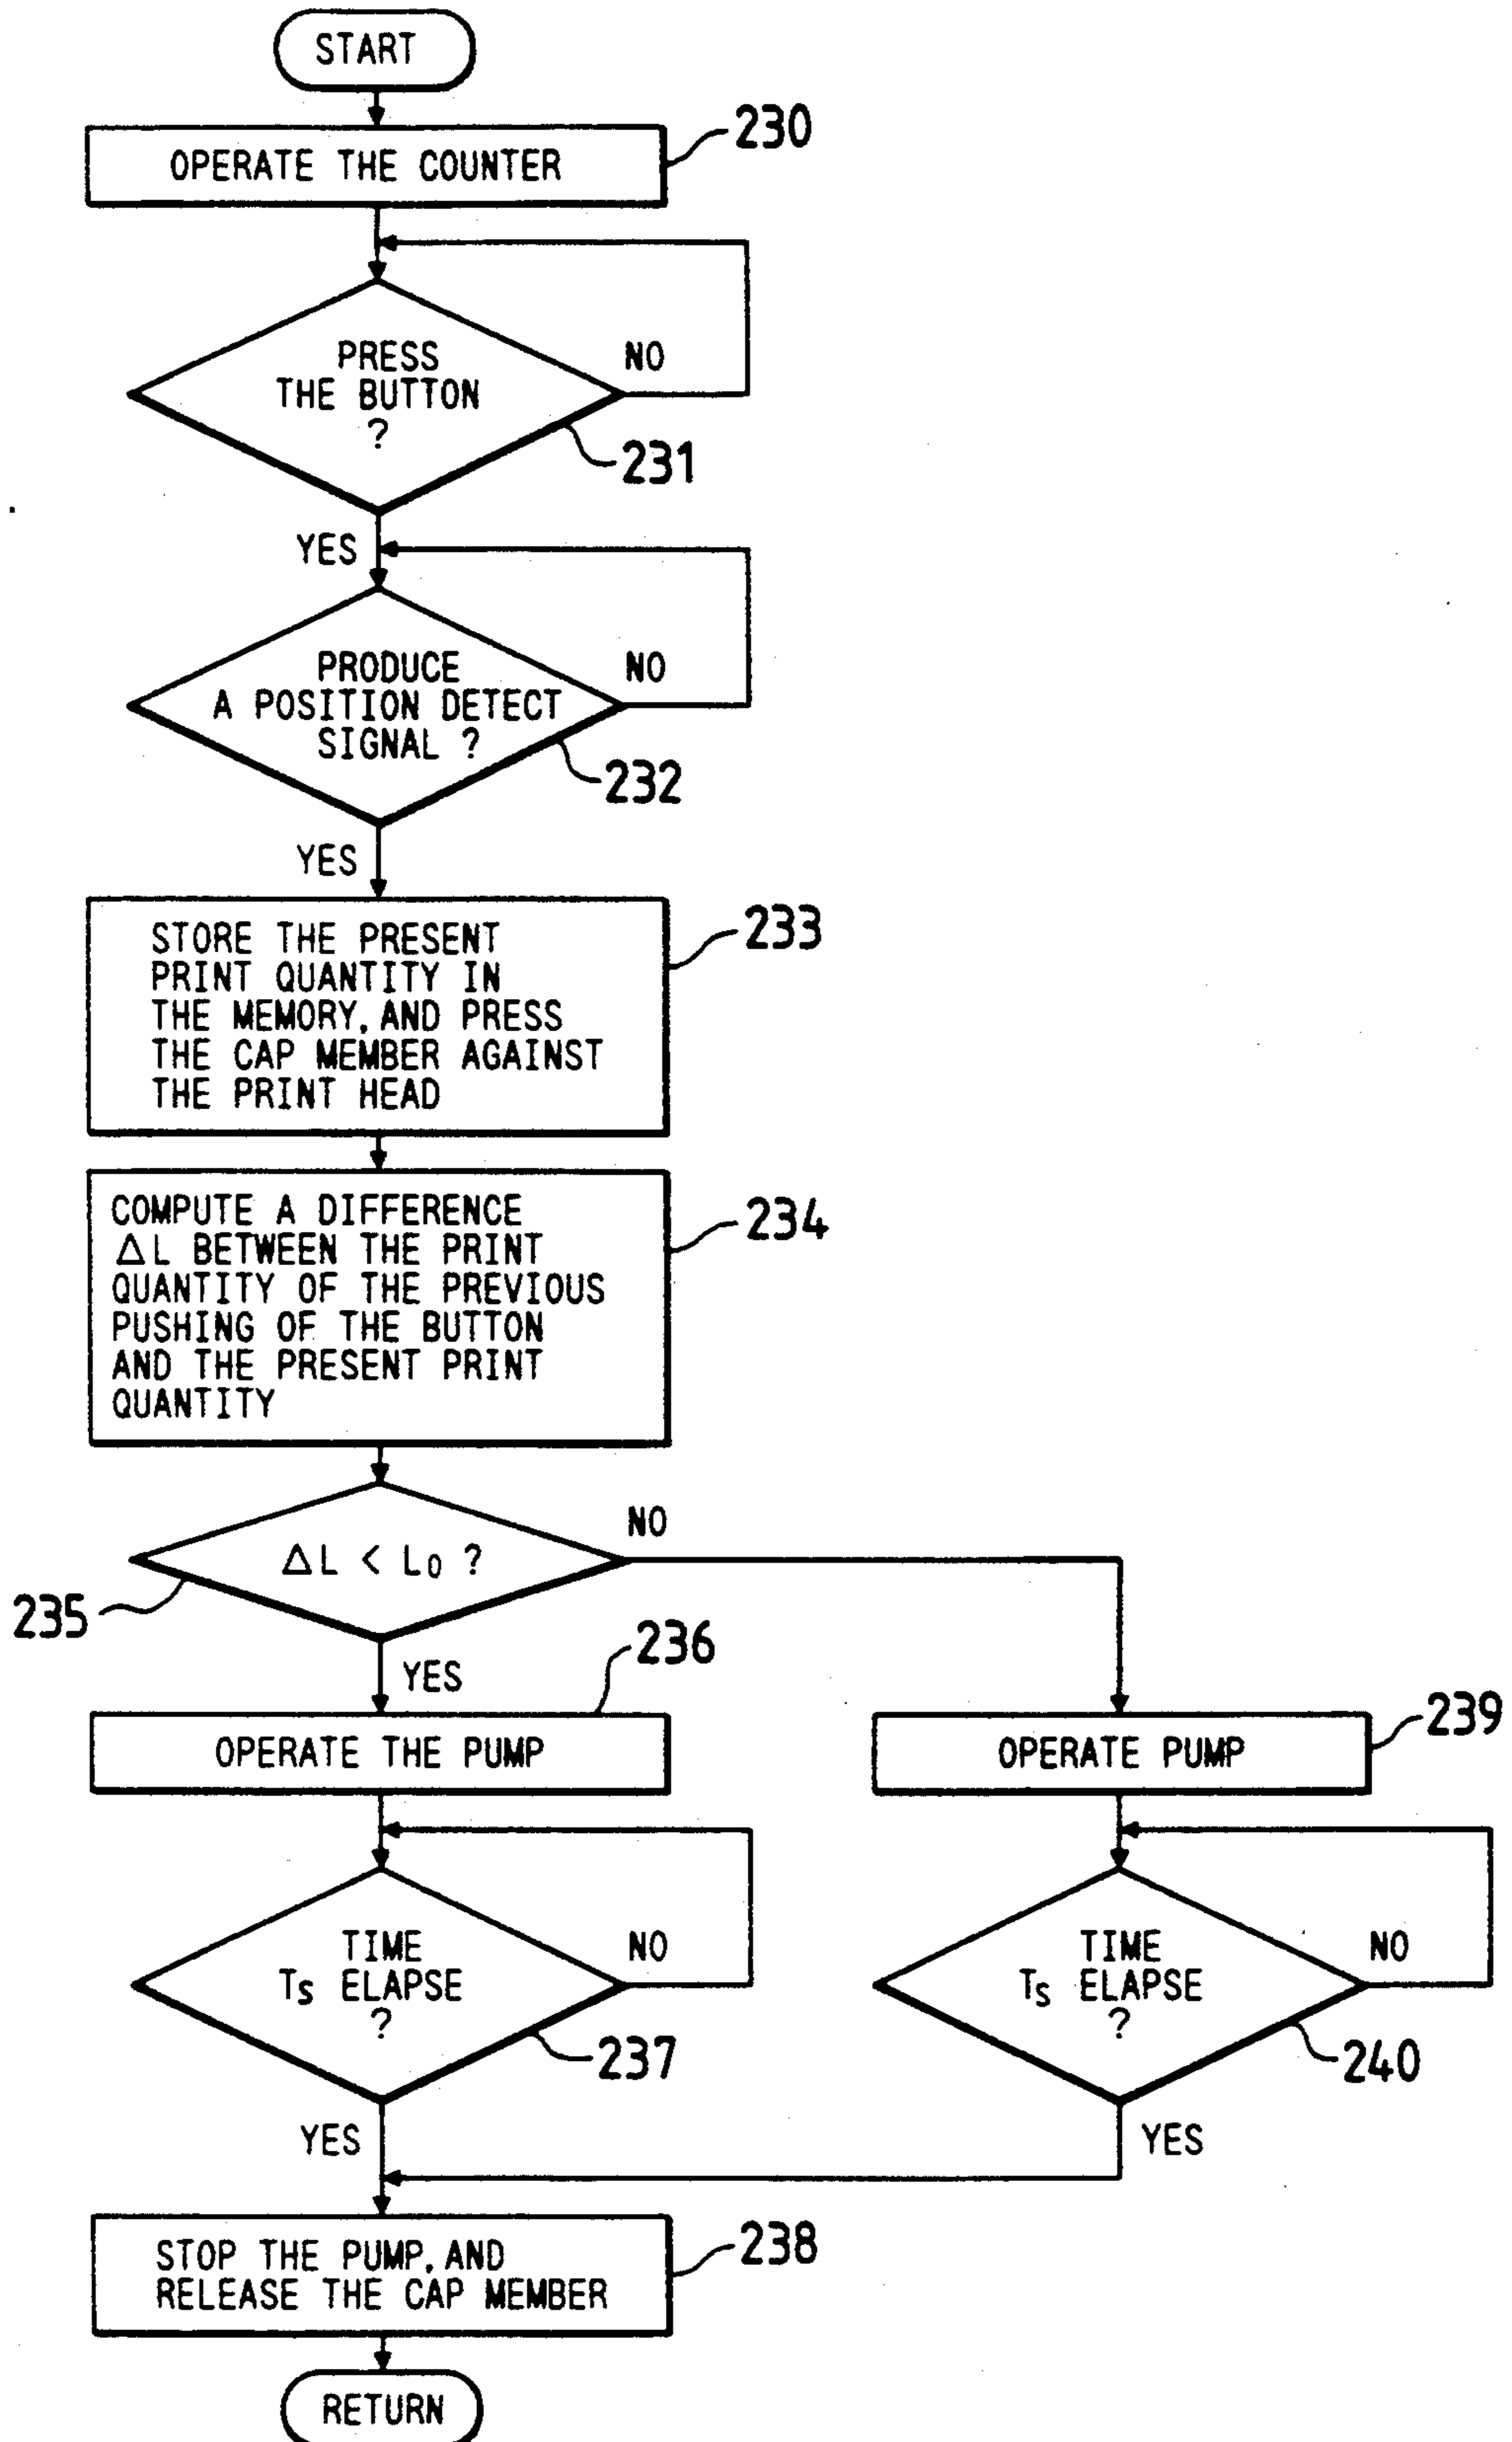 START
OPERATE THE COUNTER
230
PRESS
THE BUTTON
?
NO
231
YES
PRODUCE
A POSITION DETECT
SIGNAL ?
NO
232
YES
STORE THE PRESENT
PRINT QUANTITY IN
THE MEMORY, AND PRESS
THE CAP MEMBER AGAINST
THE PRINT HEAD
233
COMPUTE A DIFFERENCE
△L BETWEEN THE PRINT
QUANTITY OF THE PREVIOUS
PUSHING OF THE BUTTON
AND THE PRESENT PRINT
QUANTITY
234
△L < L0 ?
NO
235
YES
236
OPERATE THE PUMP
OPERATE PUMP
239
TIME
TS ELAPSE
?
NO
237
TIME
TS ELAPSE
?
NO
240
YES
YES
STOP THE PUMP, AND
RELEASE THE CAP MEMBER
238
RETURN